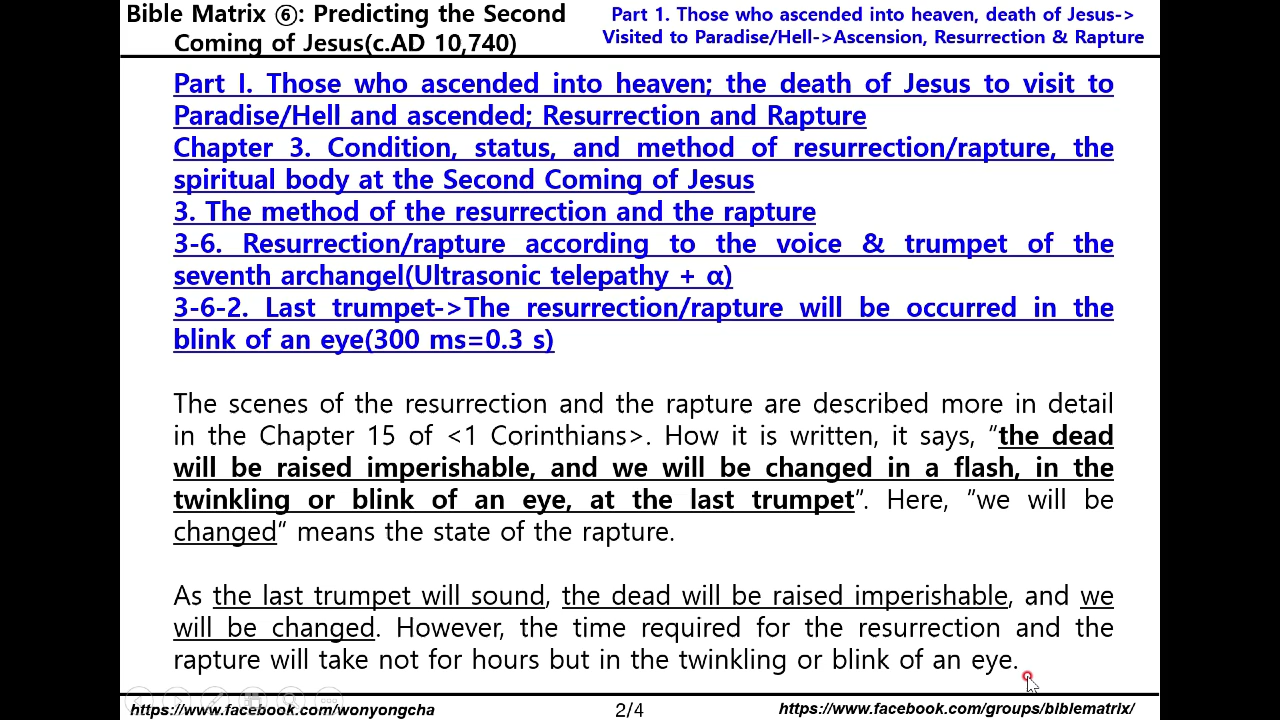 Bible Matrix ⑥: Predicting the Second
Coming of Jesus(c.AD 10,740)
Part 1. Those who ascended into heaven, death of Jesus->
Visited to Paradise/Hell->Ascension, Resurrection & Rapture
Part I. Those who ascended into heaven; the death of Jesus to visit to
Paradise/Hell and ascended; Resurrection and Rapture
Chapter 3. Condition, status, and method of resurrection/rapture, the
spiritual body at the Second Coming of Jesus
3. The method of the resurrection and the rapture
3-6. Resurrection/rapture according to the voice & trumpet of the
seventh archangel(Ultrasonic telepathy + α)
3-6-2. Last trumpet->The resurrection/rapture will be occurred in the
blink of an eye(300 ms=0.3 s)
The scenes of the resurrection and the rapture are described more in detail
in the Chapter 15 of <1 Corinthians>. How it is written, it says, “the dead
will be raised imperishable, and we will be changed in a flash, in the
twinkling or blink of an eye, at the last trumpet”. Here, “we will be
changed“ means the state of the rapture.
As the last trumpet will sound, the dead will be raised imperishable, and we
will be changed. However, the time required for the resurrection and the
rapture will take not for hours but in the twinkling or blink of an eye.
https://www.facebook.com/wonyongcha
2/4
https://www.facebook.com/groups/biblematrix/